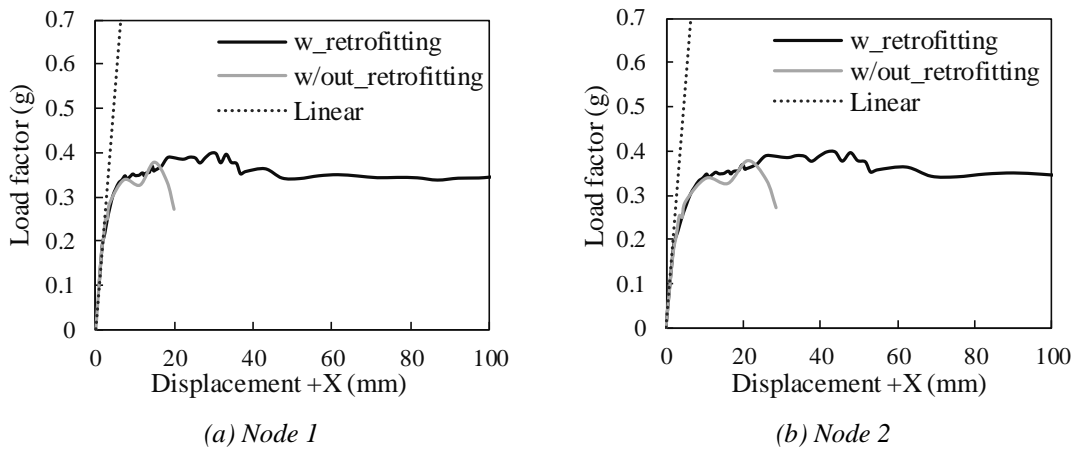 0.7
0.6
0.5
0.4
0.3
0.2
0.1
0
Load factor (g)
w_retrofitting
w/out_retrofitting
Linear
0 20 40 60 80 100
Displacement +X (mm)
(a) Node 1
0.7
0.6
0.5
0.4
0.3
0.2
0.1
0
Load factor (g)
w_retrofitting
w/out_retrofitting
Linear
0 20 40 60 80 100
Displacement +X (mm)
(b) Node 2